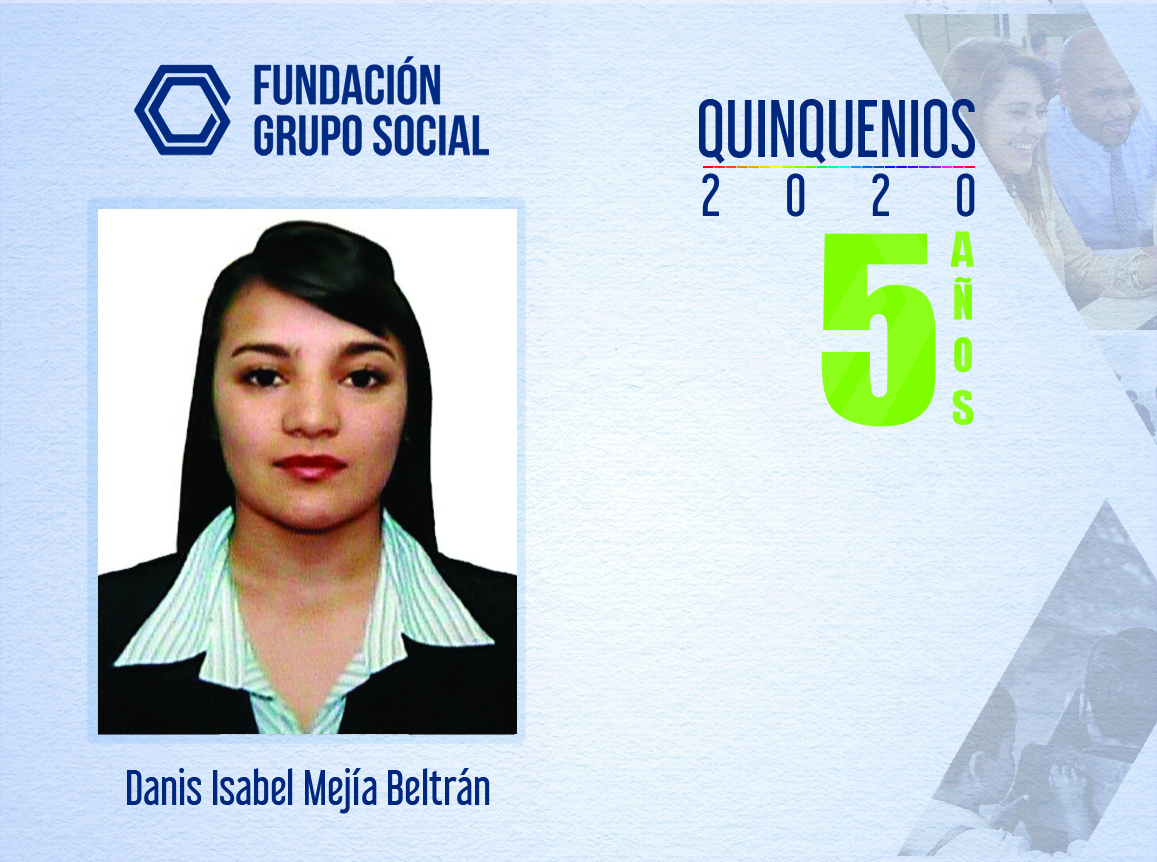 FUNDACIÓN
GRUPO SOCIAL
QUINQUENIOS
2020
5
AÑOS
Danis Isabel Mejía Beltrán